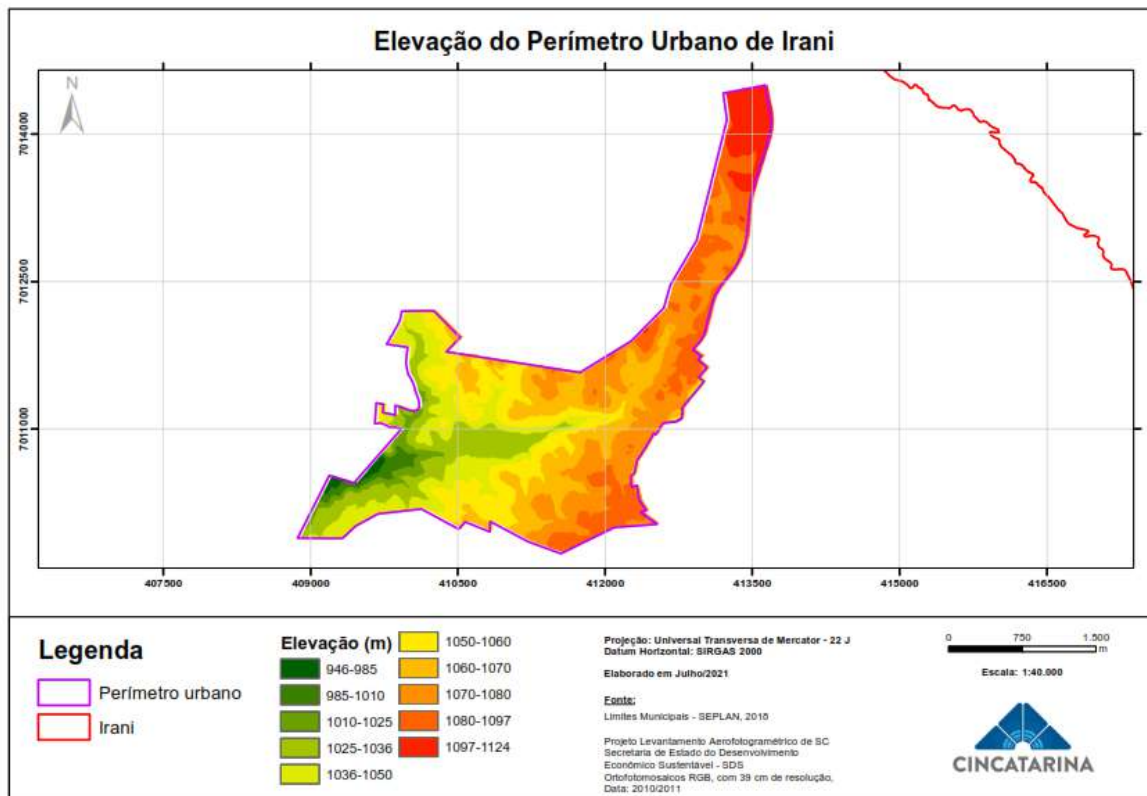 Elevação do Perímetro Urbano de Irani
N
7014000
7012500
7011000
407500
409000
410500
412000
413500
415000
416500
Legenda
Perímetro urbano
Irani
Elevação (m)
946-985
985-1010
1010-1025
1025-1036
1036-1050
1050-1060
1060-1070
1070-1080
1080-1097
1097-1124
Projeção: Universal Transversa de Mercator - 22 J
Datum Horizontal: SIRGAS 2000
Elaborado em Julho/2021
Fonte:
Limites Municipais - SEPLAN, 2016
Projeto Levantamento Aerofotogramétrico de SC
Secretaria de Estado do Desenvolvimento
Econômico Sustentável - SDS
Ortofotomosaicos RGB, com 39 cm de resolução,
Data: 2010/2011
0 750 1.500
m
Escala: 1:40.000
CINCATARINA